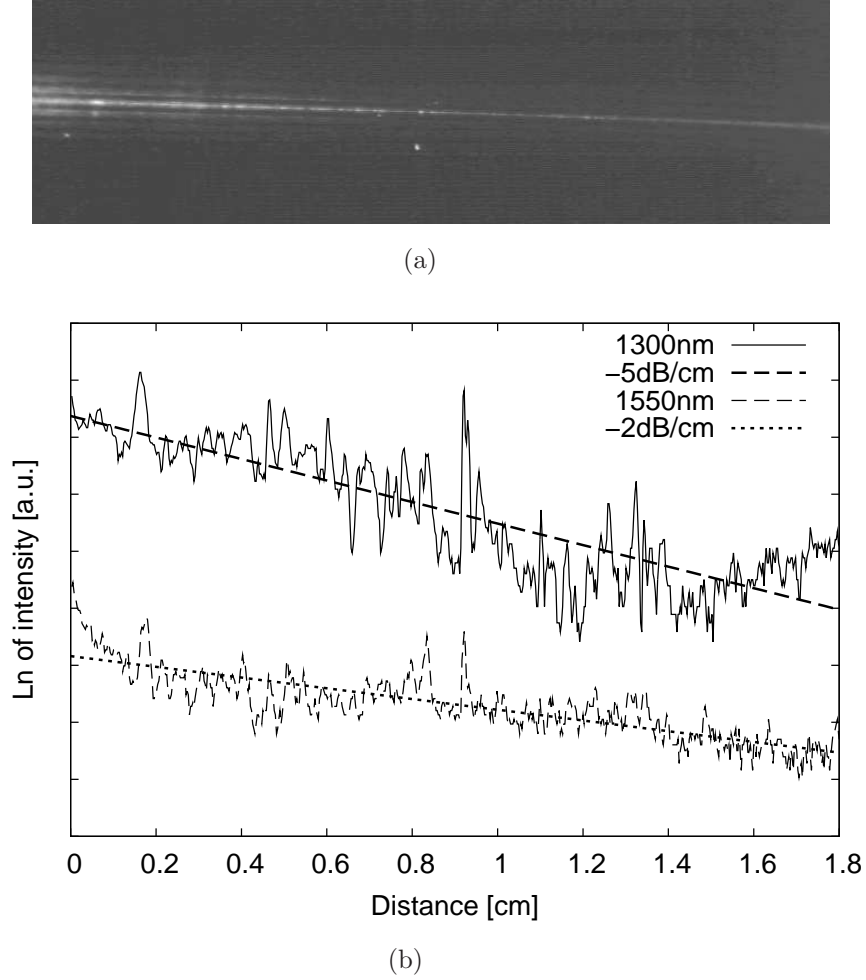 (a)
1300nm
−5dB/cm
1550nm
−2dB/cm
Ln of intensity [a.u.]
0 0.2 0.4 0.6 0.8 1 1.2 1.4 1.6 1.8
Distance [cm]
(b)